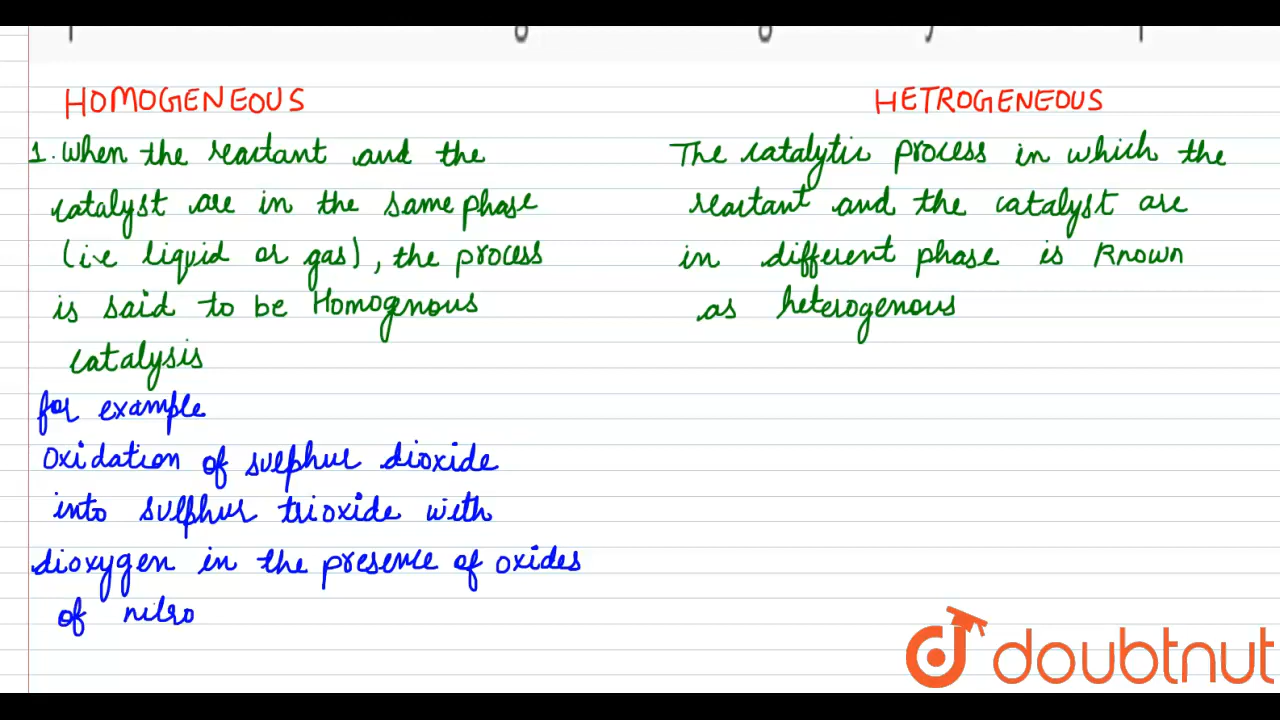 HOMOGENEOUS
HETROGENEOUS
1. When the reactant and the
catalyst are in the same phase
(i.e liquid or gas), the process
is said to be Homogenous
catalysis
for example
oxidation of sulphur dioxide
into sulphur trioxide with
dioxygen in the presence of oxides
of nitro
The catalytic process in which the
reactant and the catalyst are
in different phase is known
as heterogenous
doubtnut